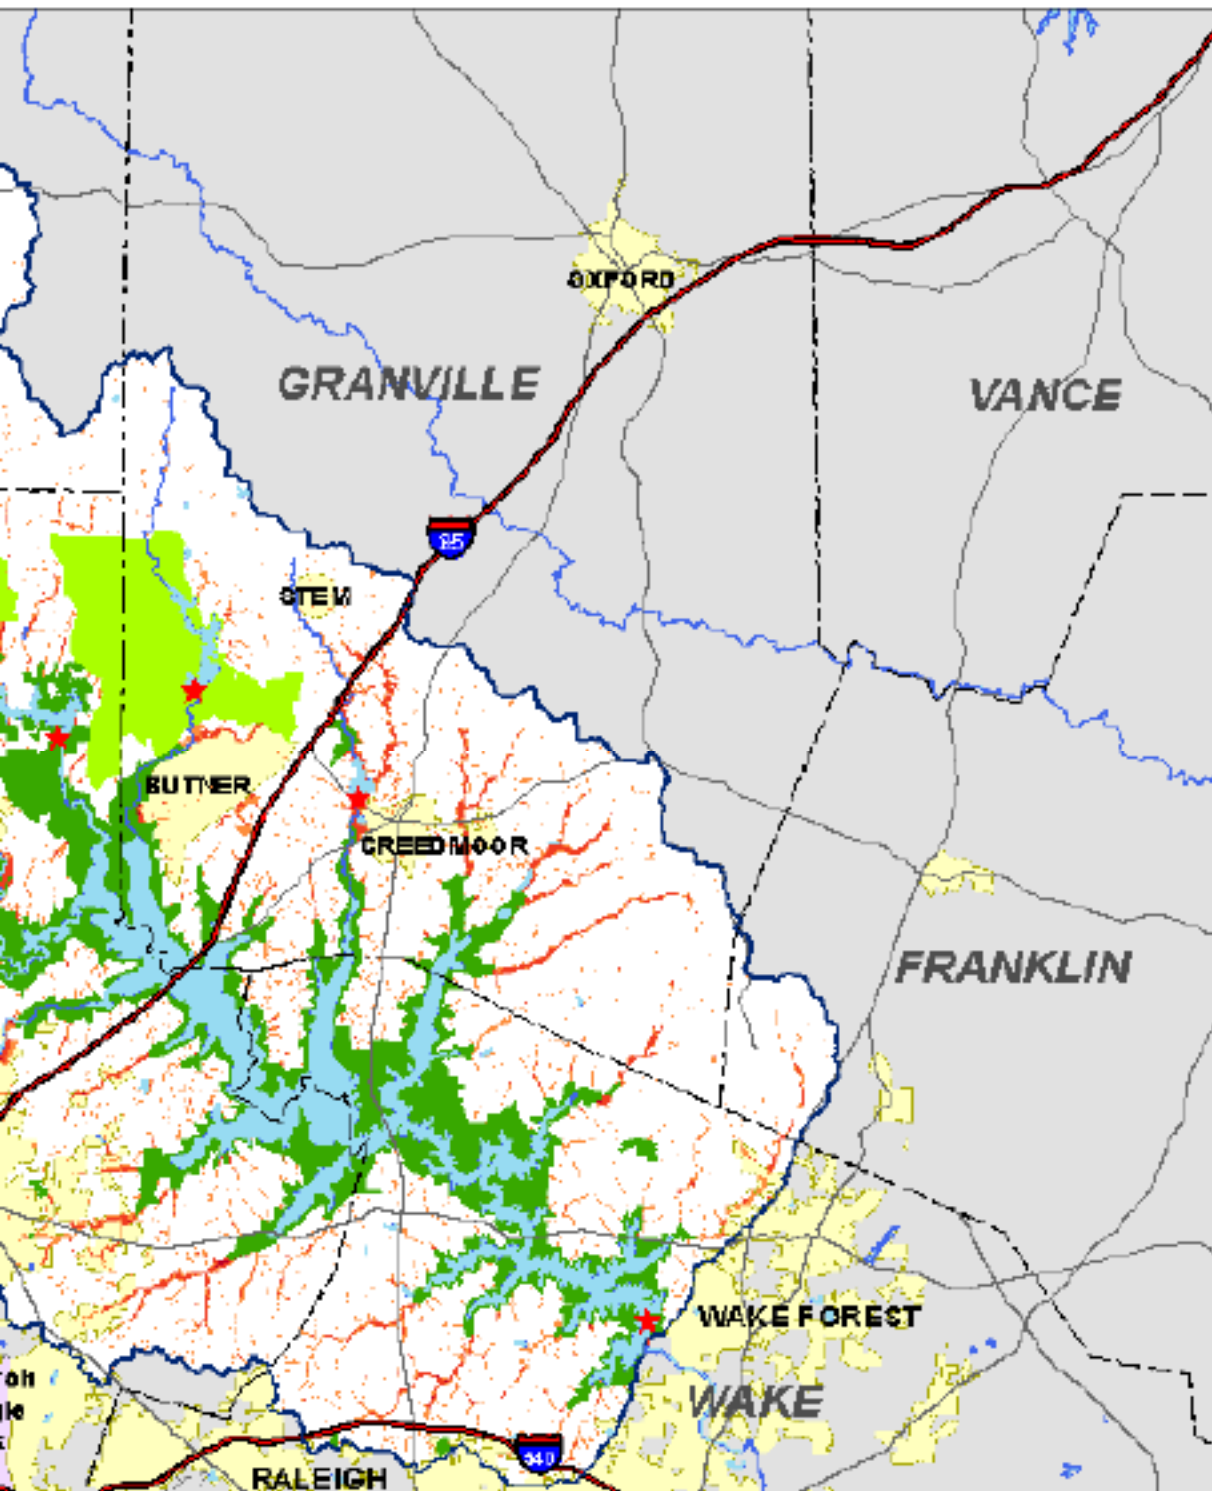 OXFORD
GRANVILLE
VANCE
85
STEM
BUTNER
CREEDMOOR
FRANKLIN
WAKE FOREST
WAKE
540
RALEIGH